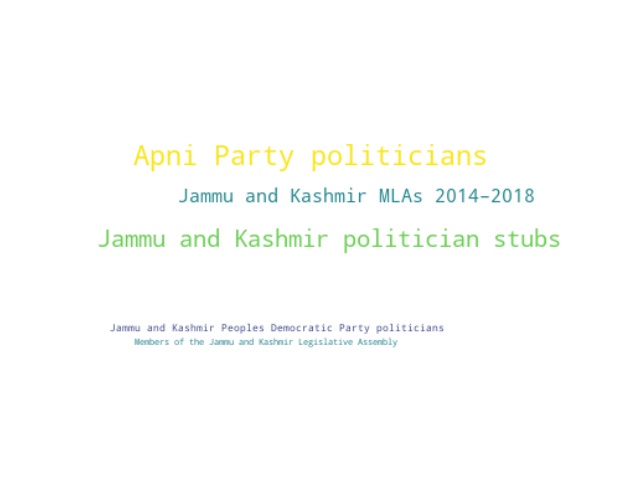 Apni Party politicians
Jammu and Kashmir MLAs 2014–2018
Jammu and Kashmir politician stubs
Jammu and Kashmir Peoples Democratic Party politicians
Members of the Jammu and Kashmir Legislative Assembly